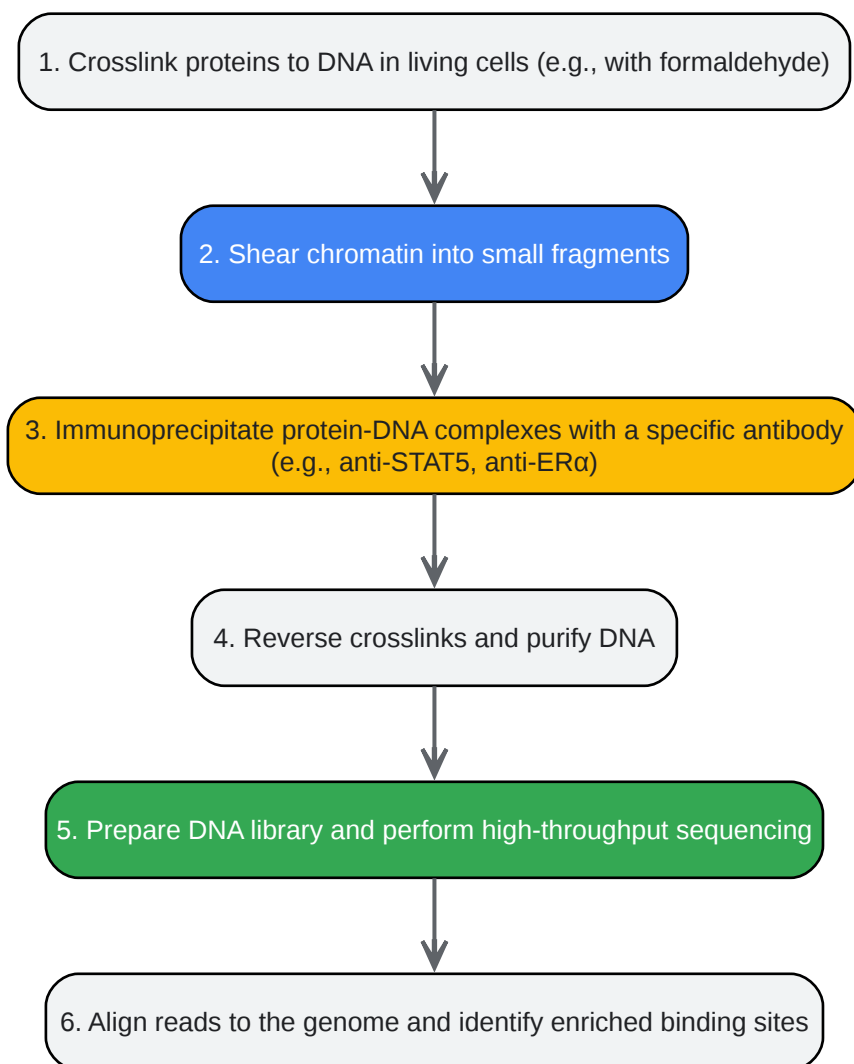 1. Crosslink proteins to DNA in living cells (e.g., with formaldehyde)
2. Shear chromatin into small fragments
3. Immunoprecipitate protein-DNA complexes with a specific antibody
(e.g., anti-STAT5, anti-ERα)
4. Reverse crosslinks and purify DNA
5. Prepare DNA library and perform high-throughput sequencing
6. Align reads to the genome and identify enriched binding sites